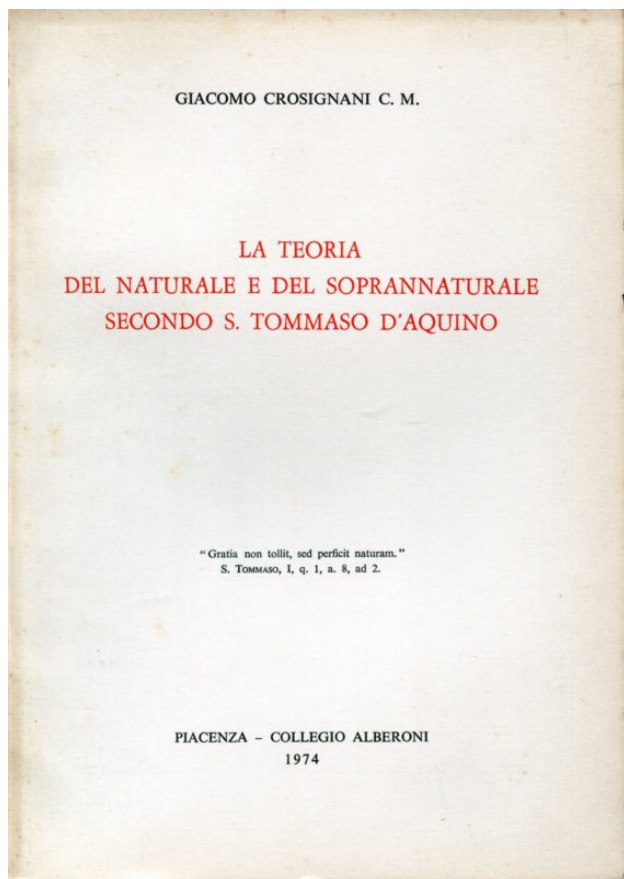 GIACOMO CROSIGNANI C. M.
LA TEORIA
DEL NATURALE E DEL SOPRANNATURALE
SECONDO S. TOMMASO D'AQUINO
"Gratia non tollit, sed perficit naturam."
S. TOMMASO, I, q. 1, a. 8, ad 2.
PIACENZA – COLLEGIO ALBERONI
1974